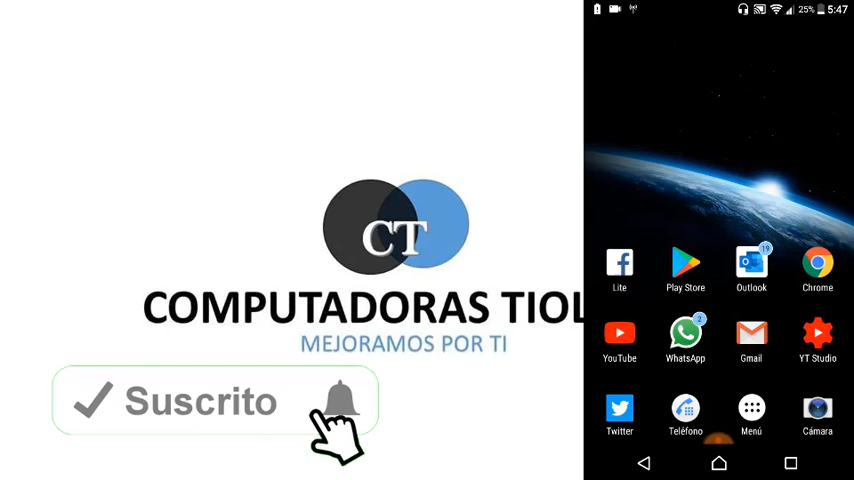 CT
COMPUTADORAS TIOL
MEJORAMOS POR TI
Suscrito
25% 5:47
19
Lite Play Store Outlook Chrome
2
YouTube WhatsApp Gmail YT Studio
Twitter Teléfono Menú Cámara